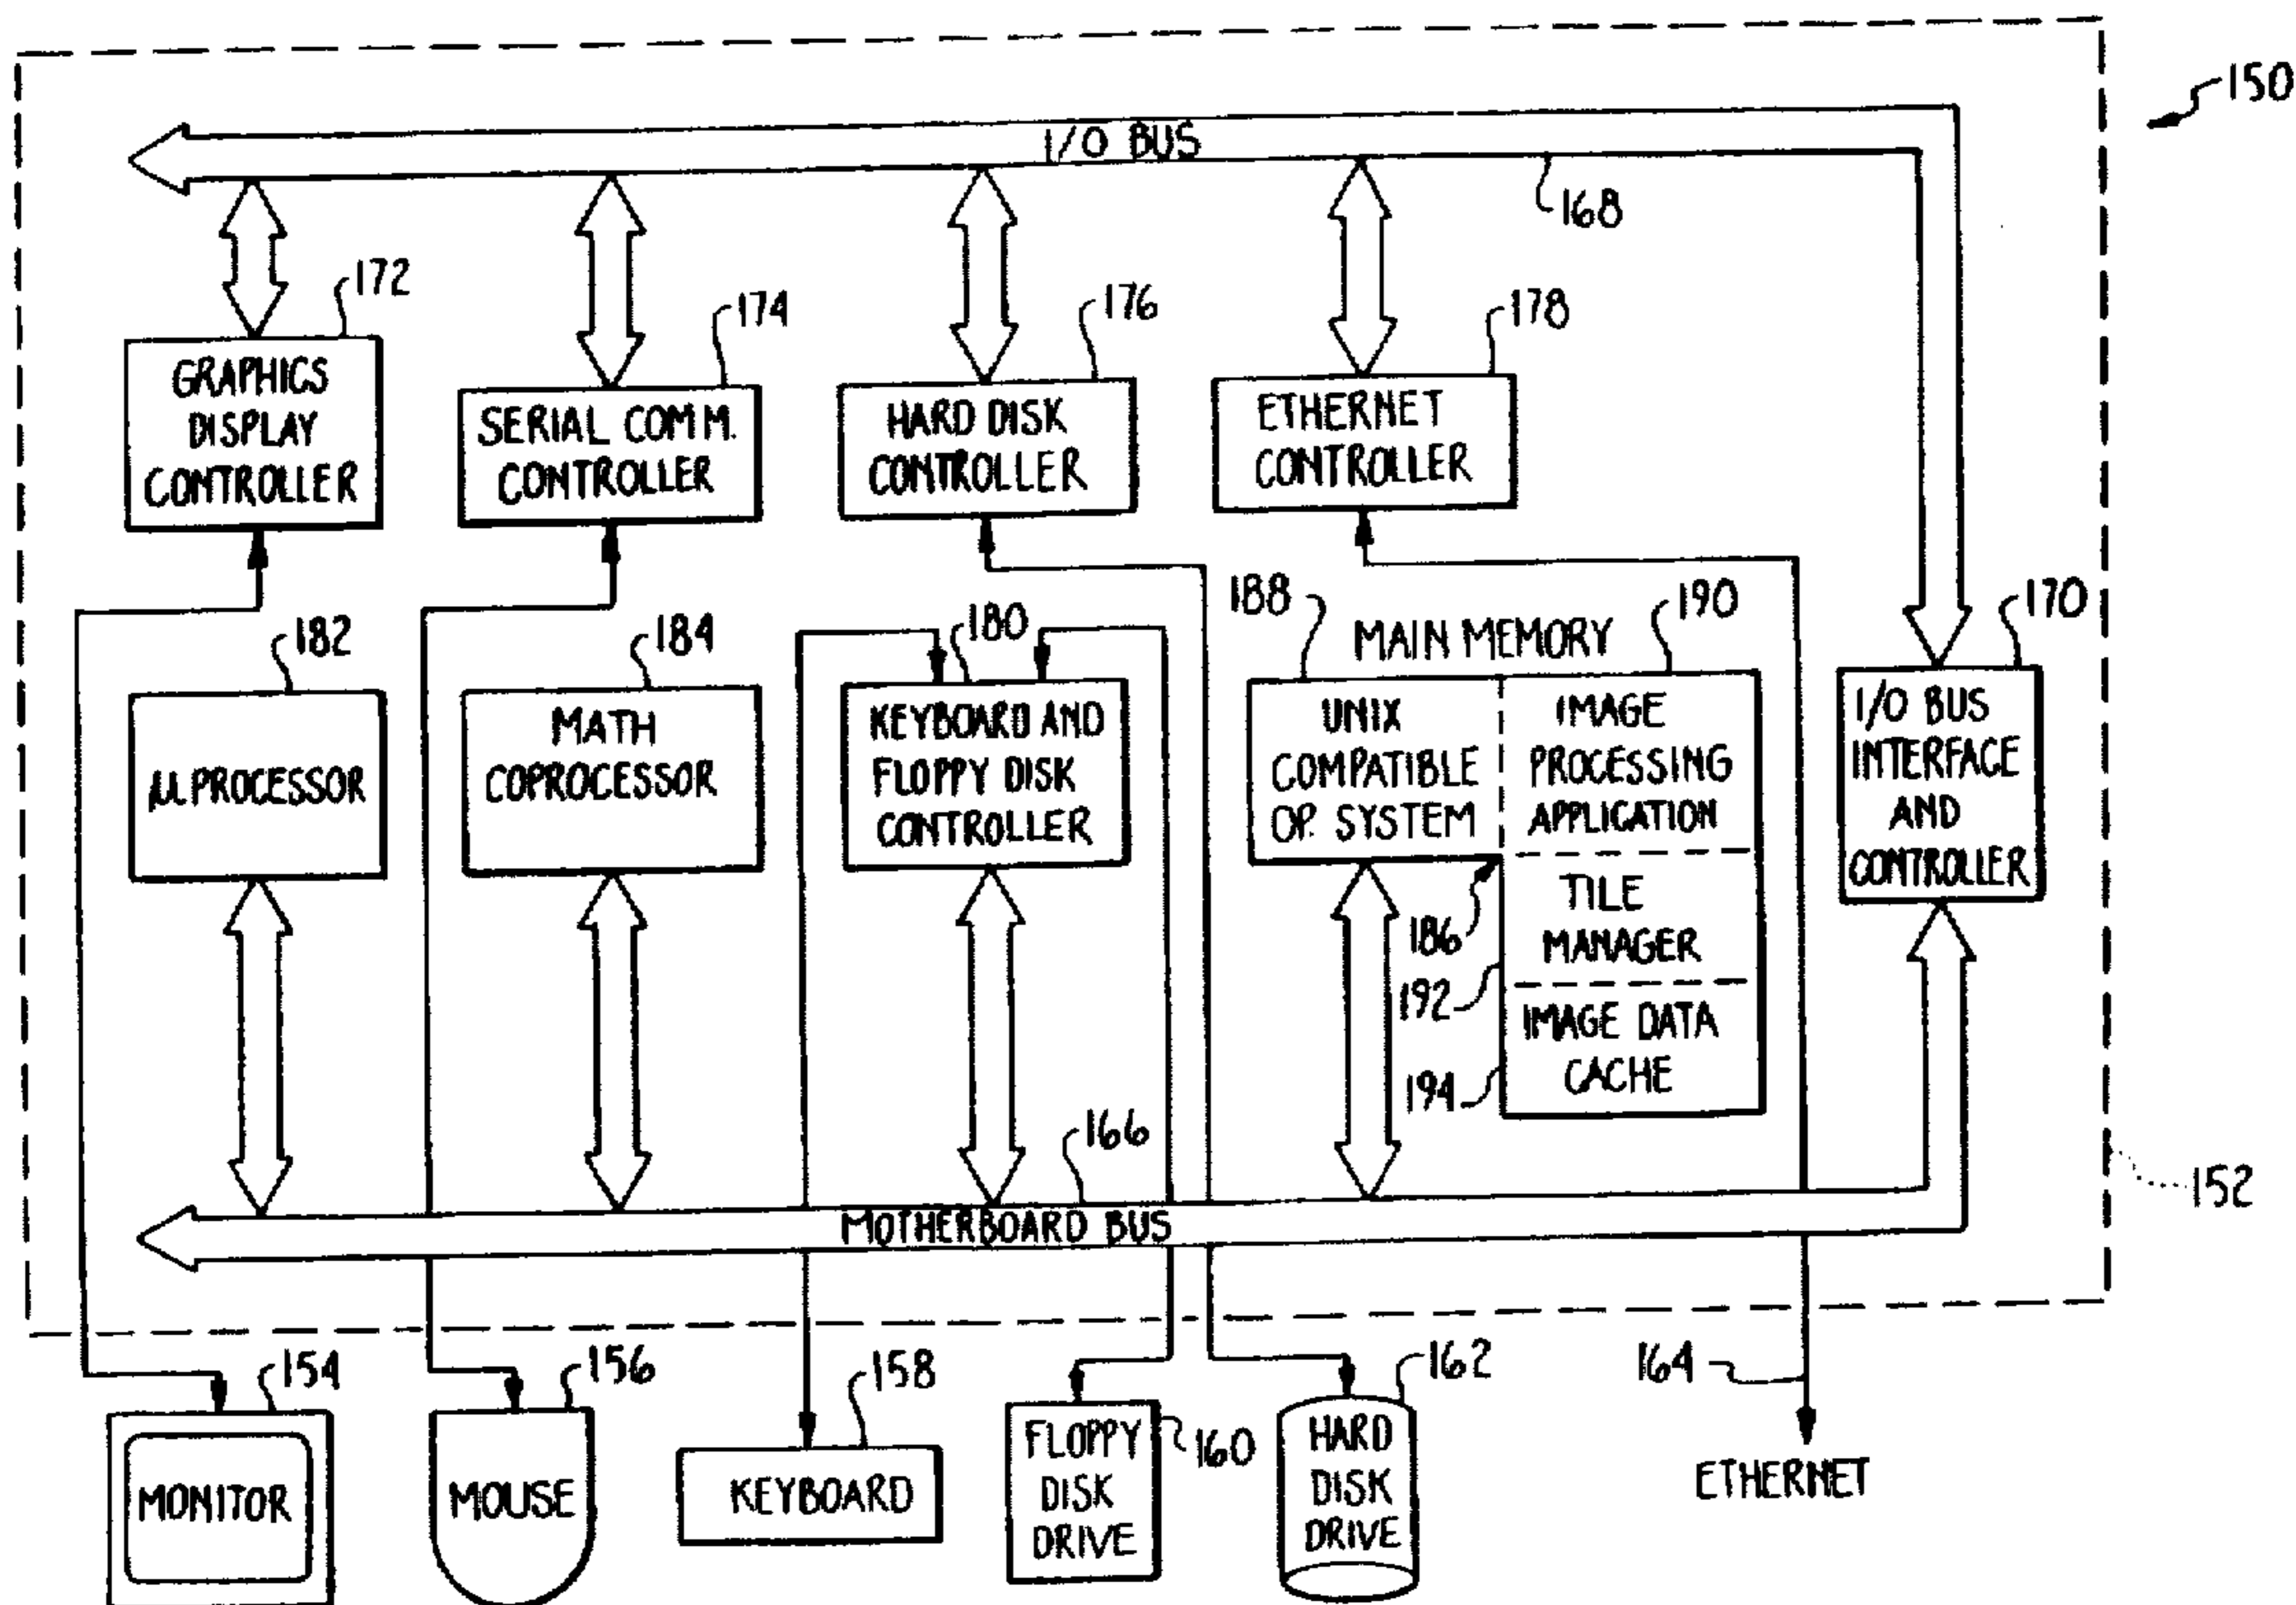 150
I/O BUS
168
172
174
176
178
GRAPHICS
DISPLAY
CONTROLLER
SERIAL COMM.
CONTROLLER
HARD DISK
CONTROLLER
ETHERNET
CONTROLLER
182
184
180
188
MAIN MEMORY
190
170
µPROCESSOR
MATH
COPROCESSOR
KEYBOARD AND
FLOPPY DISK
CONTROLLER
UNIX
COMPATIBLE
OP. SYSTEM
IMAGE
PROCESSING
APPLICATION
TILE
MANAGER
IMAGE DATA
CACHE
I/O BUS
INTERFACE
AND
CONTROLLER
186
192
194
166
MOTHERBOARD BUS
152
154
156
158
160
162
164
MONITOR
MOUSE
KEYBOARD
FLOPPY
DISK
DRIVE
HARD
DISK
DRIVE
ETHERNET